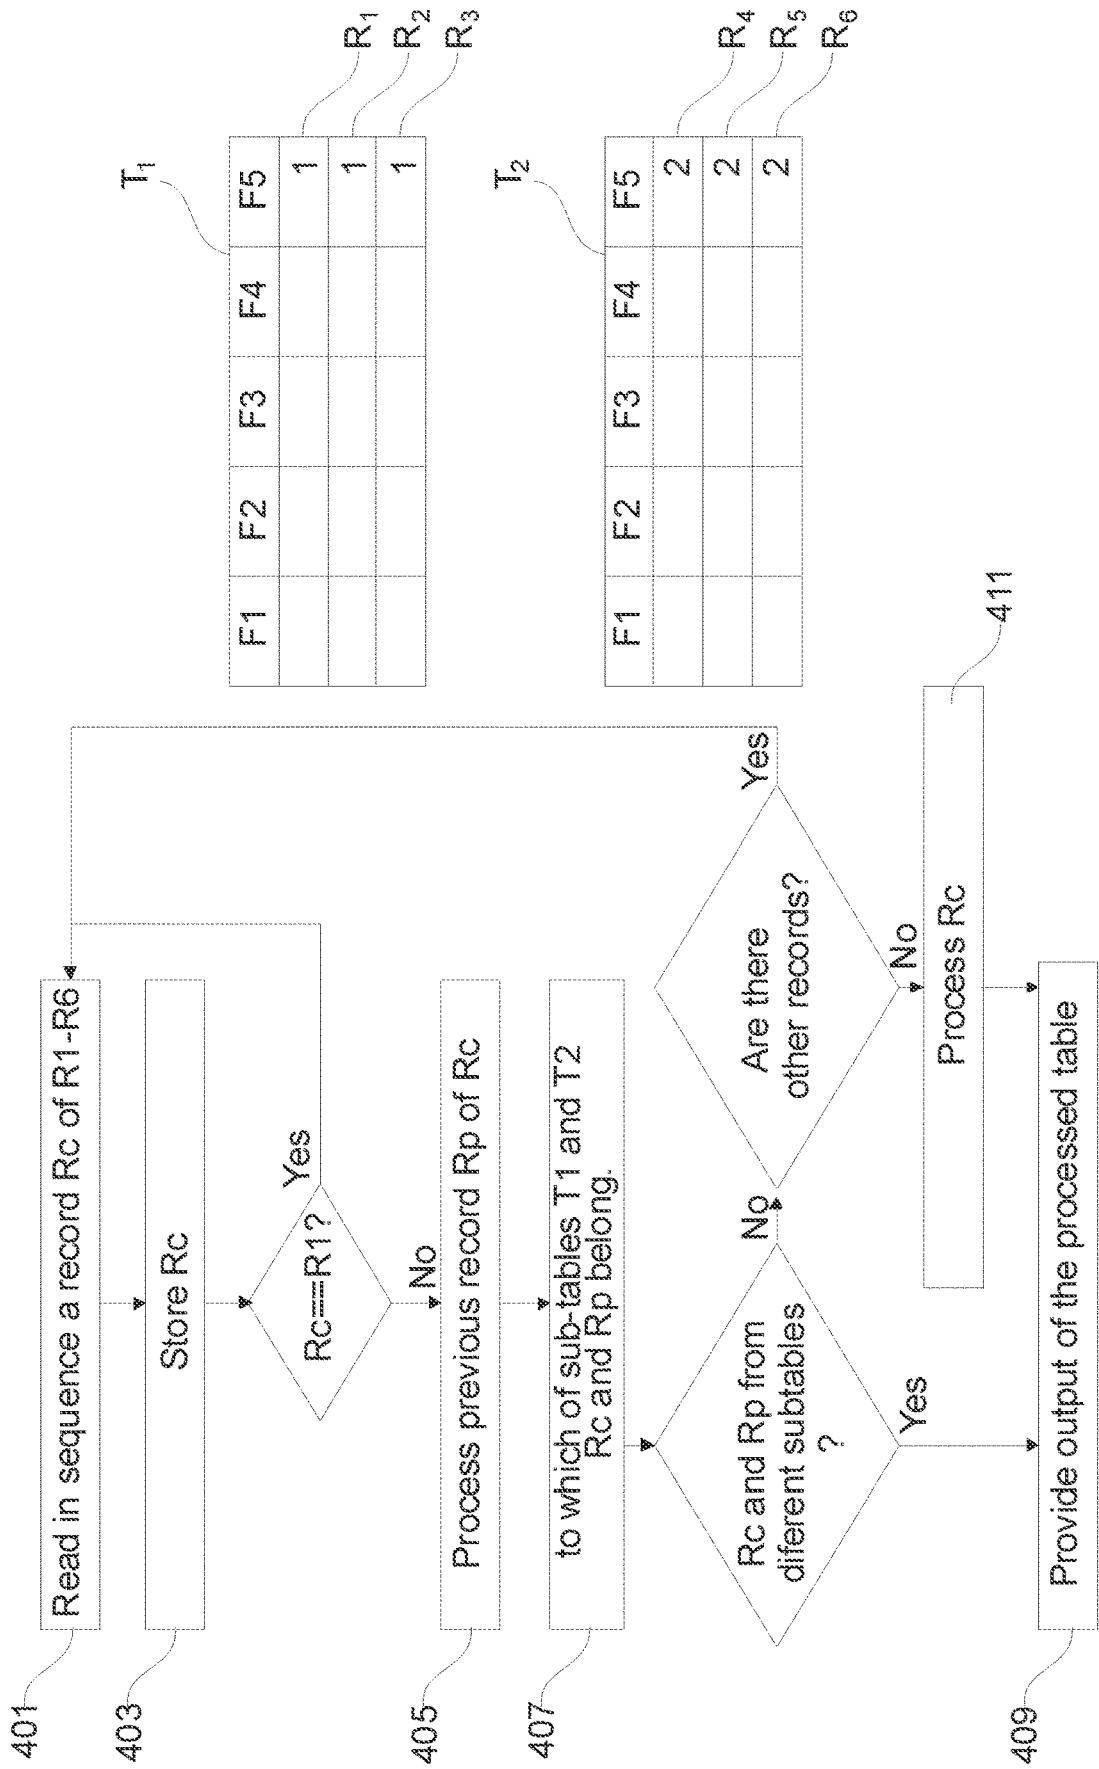 401
Read in sequence a record Rc of R1-R6
403
Store Rc
Rc==R1?
Yes
No
405
Process previous record Rp of Rc
407
to which of sub-tables T1 and T2
Rc and Rp belong.
Rc and Rp from
diferent subtables
?
No
Yes
Are there
other records?
Yes
No
Process Rc
411
409
Provide output of the processed table
T1
F1 F2 F3 F4 F5
1 R1
1 R2
1 R3
T2
F1 F2 F3 F4 F5
2 R4
2 R5
2 R6